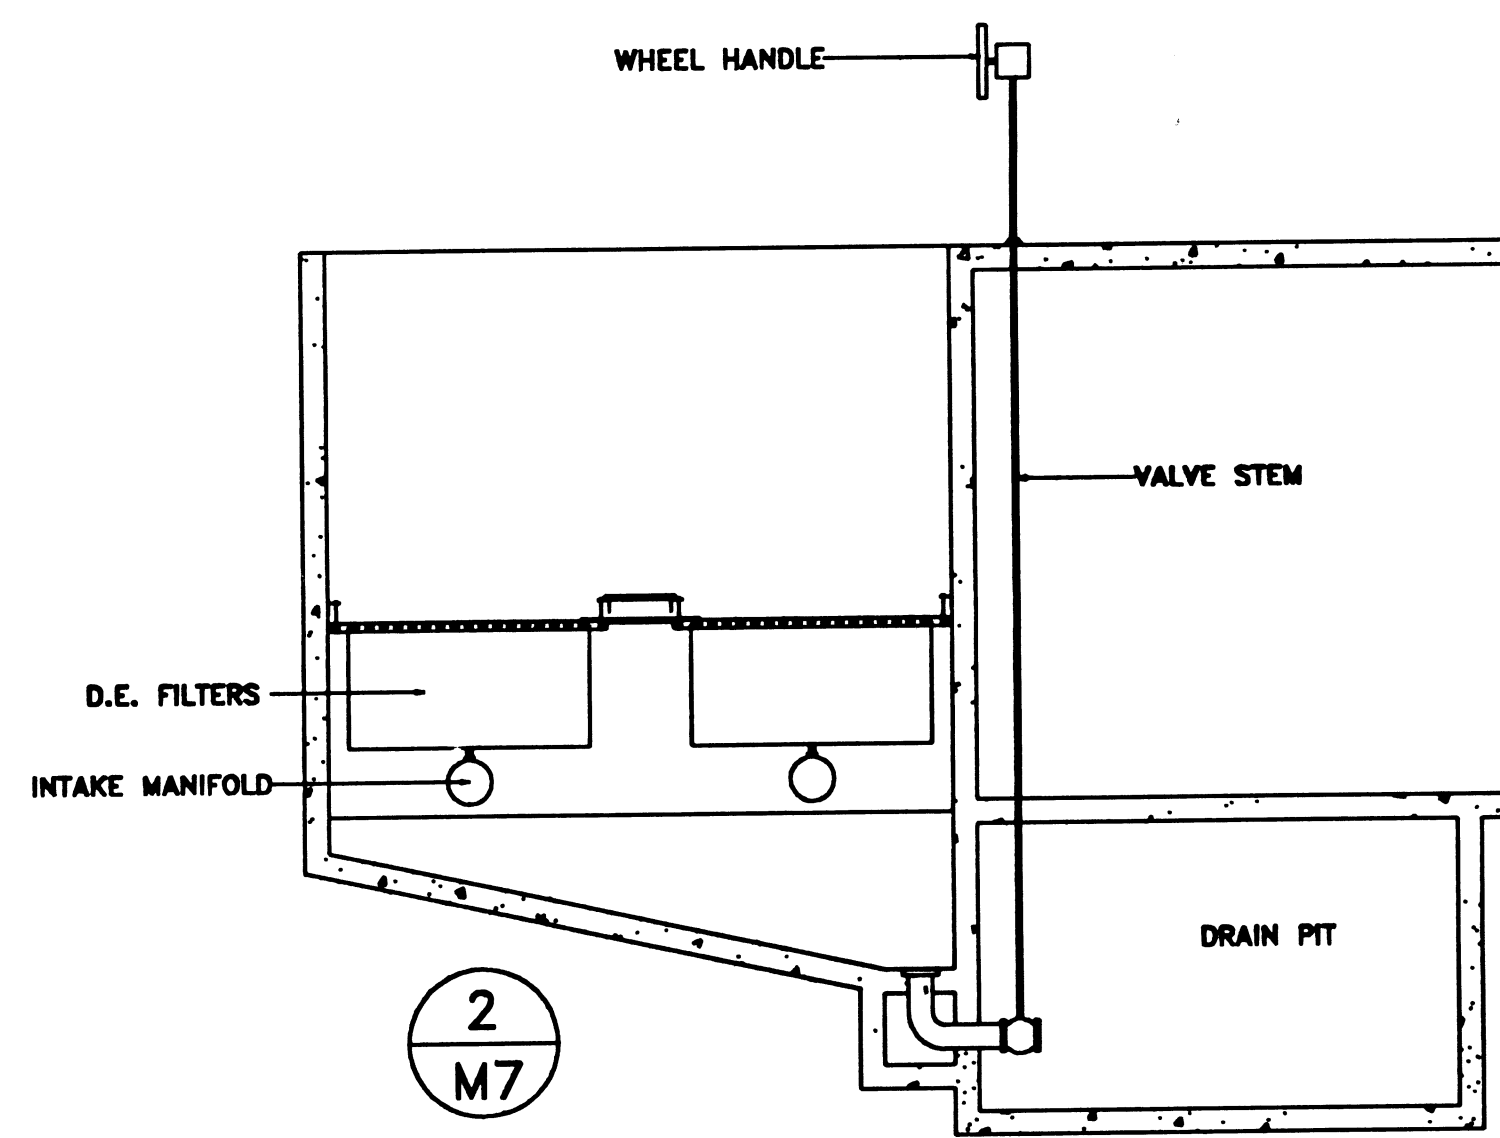 WHEEL HANDLE
VALVE STEM
D.E. FILTERS
INTAKE MANIFOLD
DRAIN PIT
2
M7